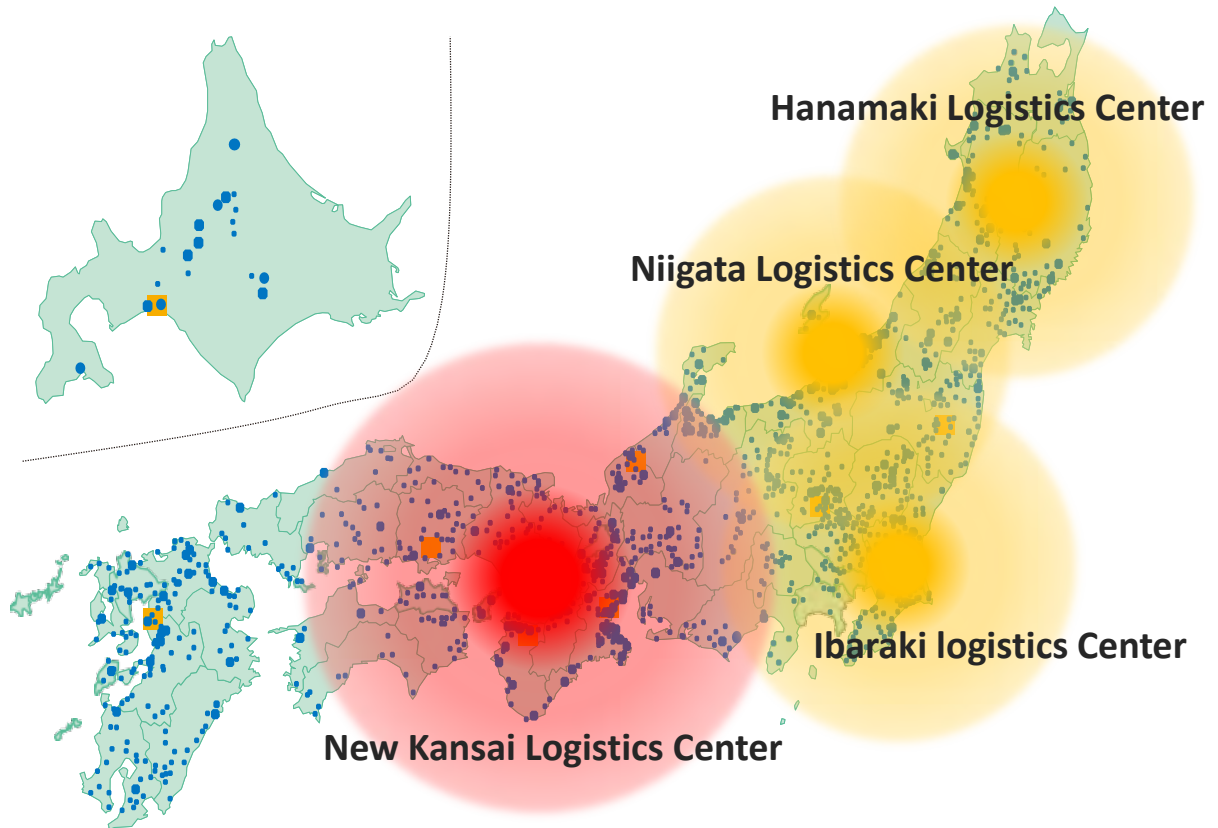 Hanamaki Logistics Center
Niigata Logistics Center
Ibaraki logistics Center
New Kansai Logistics Center